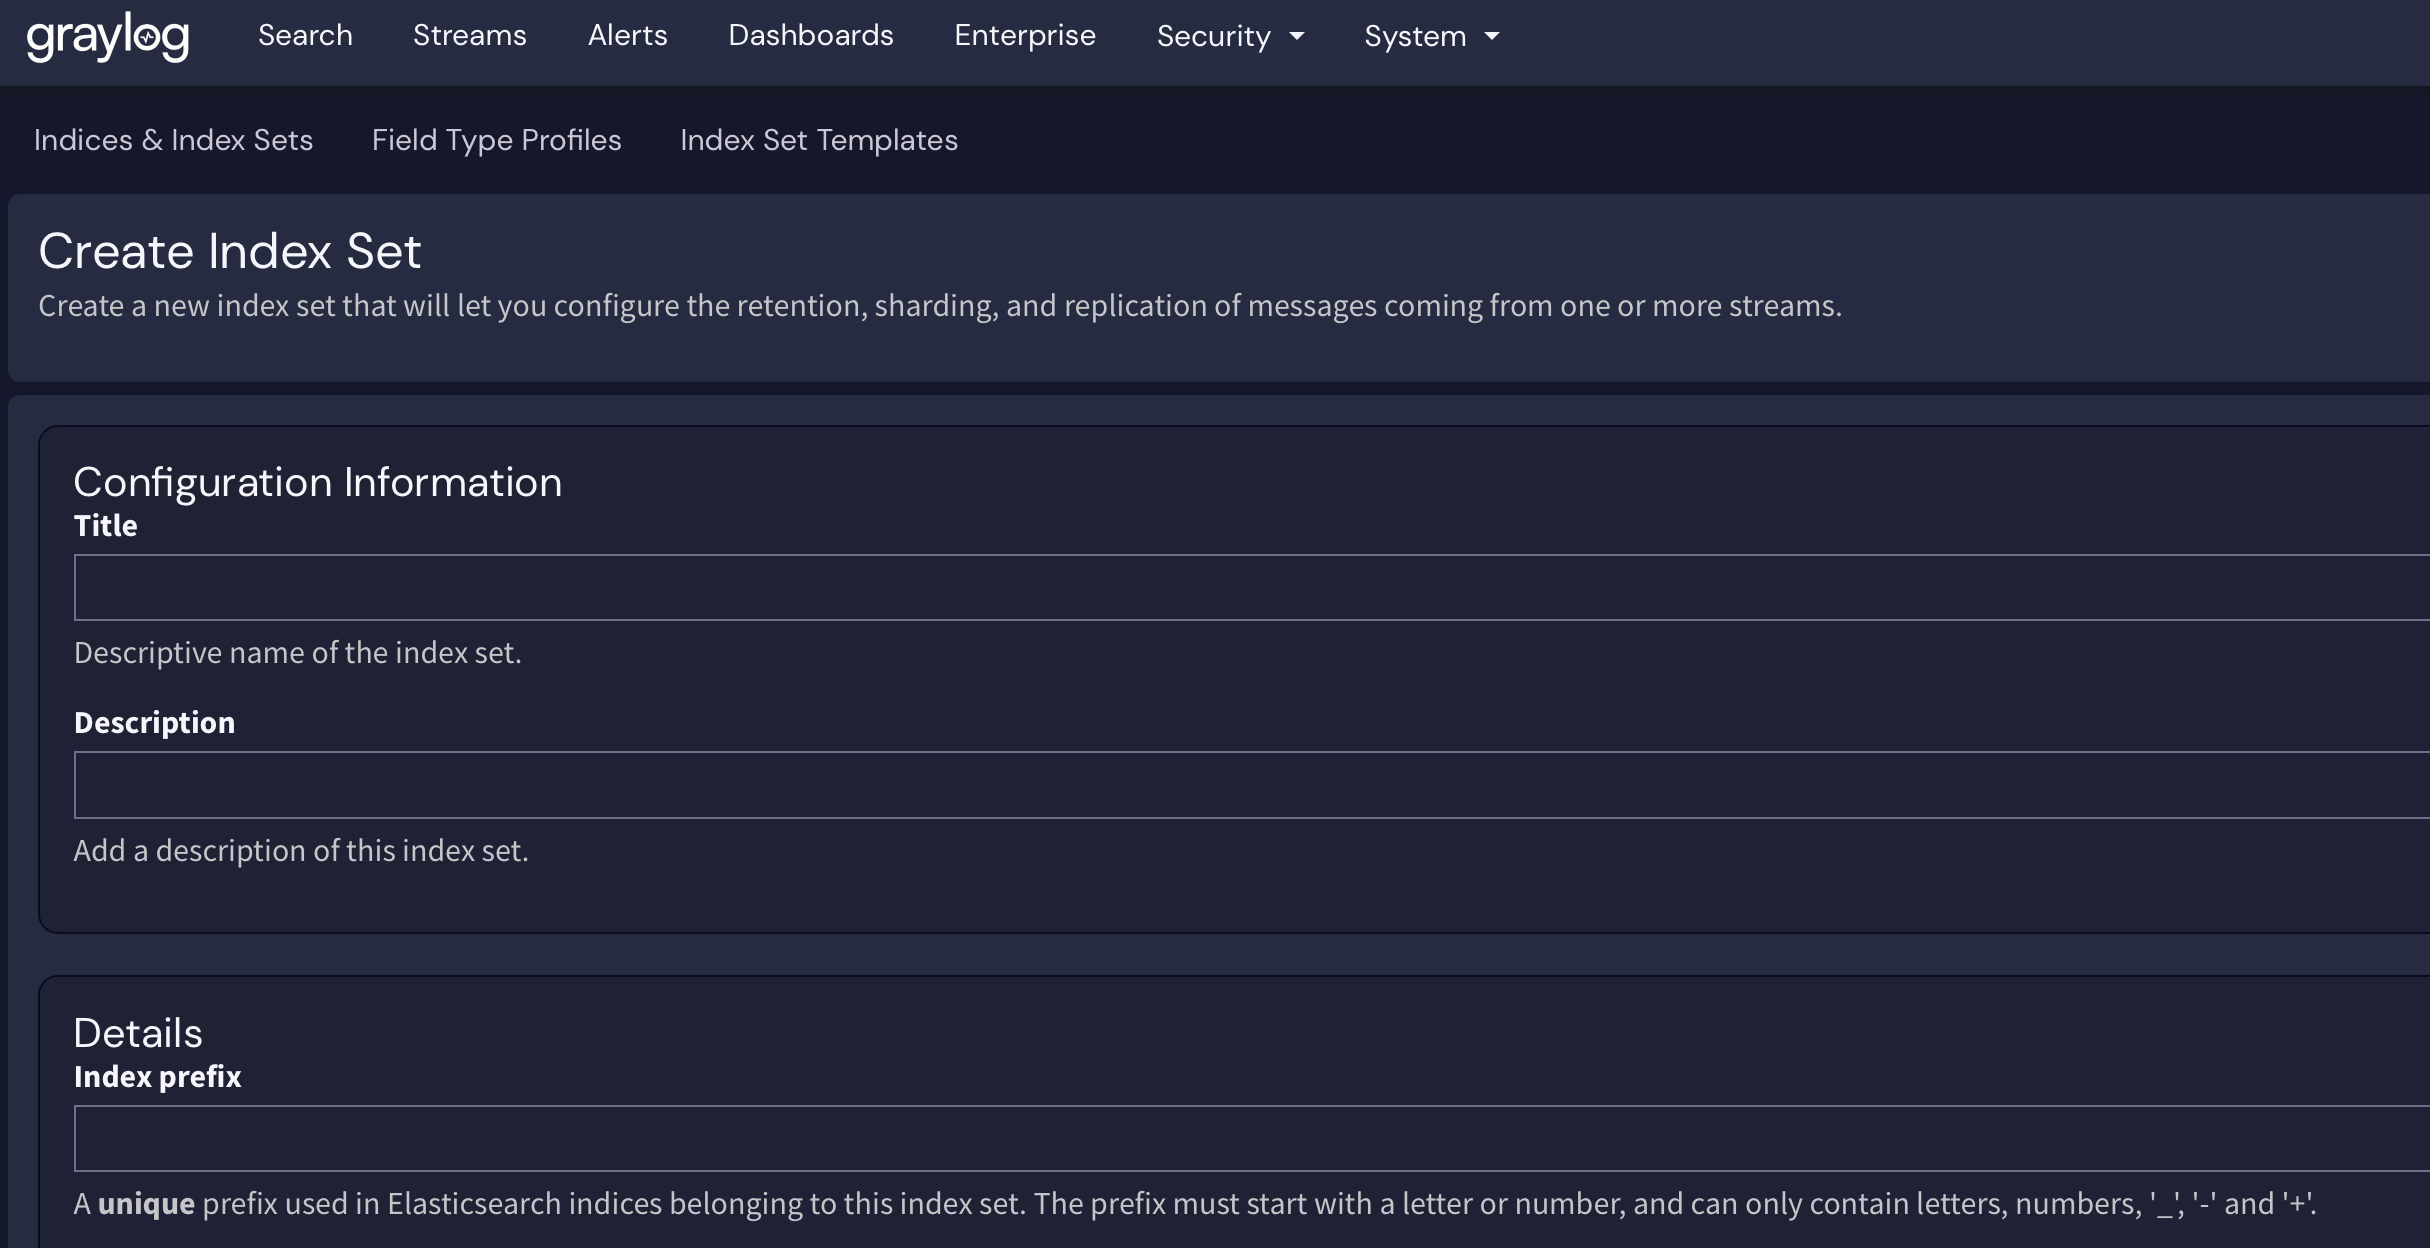 graylog Search Streams Alerts Dashboards Enterprise Security System
Indices & Index Sets Field Type Profiles Index Set Templates
Create Index Set
Create a new index set that will let you configure the retention, sharding, and replication of messages coming from one or more streams.
Configuration Information
Title
Descriptive name of the index set.
Description
Add a description of this index set.
Details
Index prefix
A unique prefix used in Elasticsearch indices belonging to this index set. The prefix must start with a letter or number, and can only contain letters, numbers, '_', '-' and '+'.